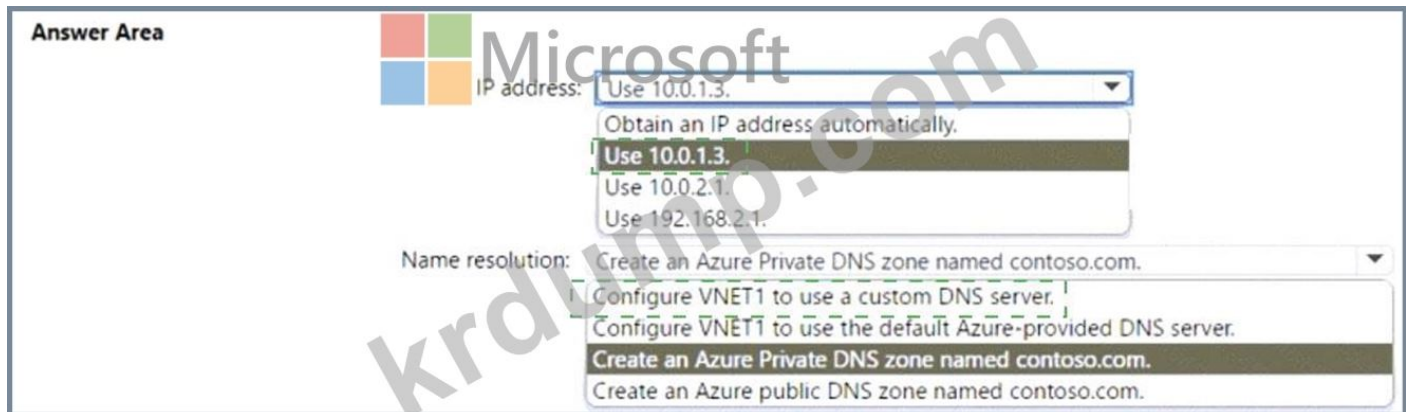 Answer Area
Microsoft
IP address: Use 10.0.1.3.
Obtain an IP address automatically.
Use 10.0.1.3.
Use 10.0.2.1.
Use 192.168.2.1.
Name resolution: Create an Azure Private DNS zone named contoso.com.
Configure VNET1 to use a custom DNS server.
Configure VNET1 to use the default Azure-provided DNS server.
Create an Azure Private DNS zone named contoso.com.
Create an Azure public DNS zone named contoso.com.
krdump.com